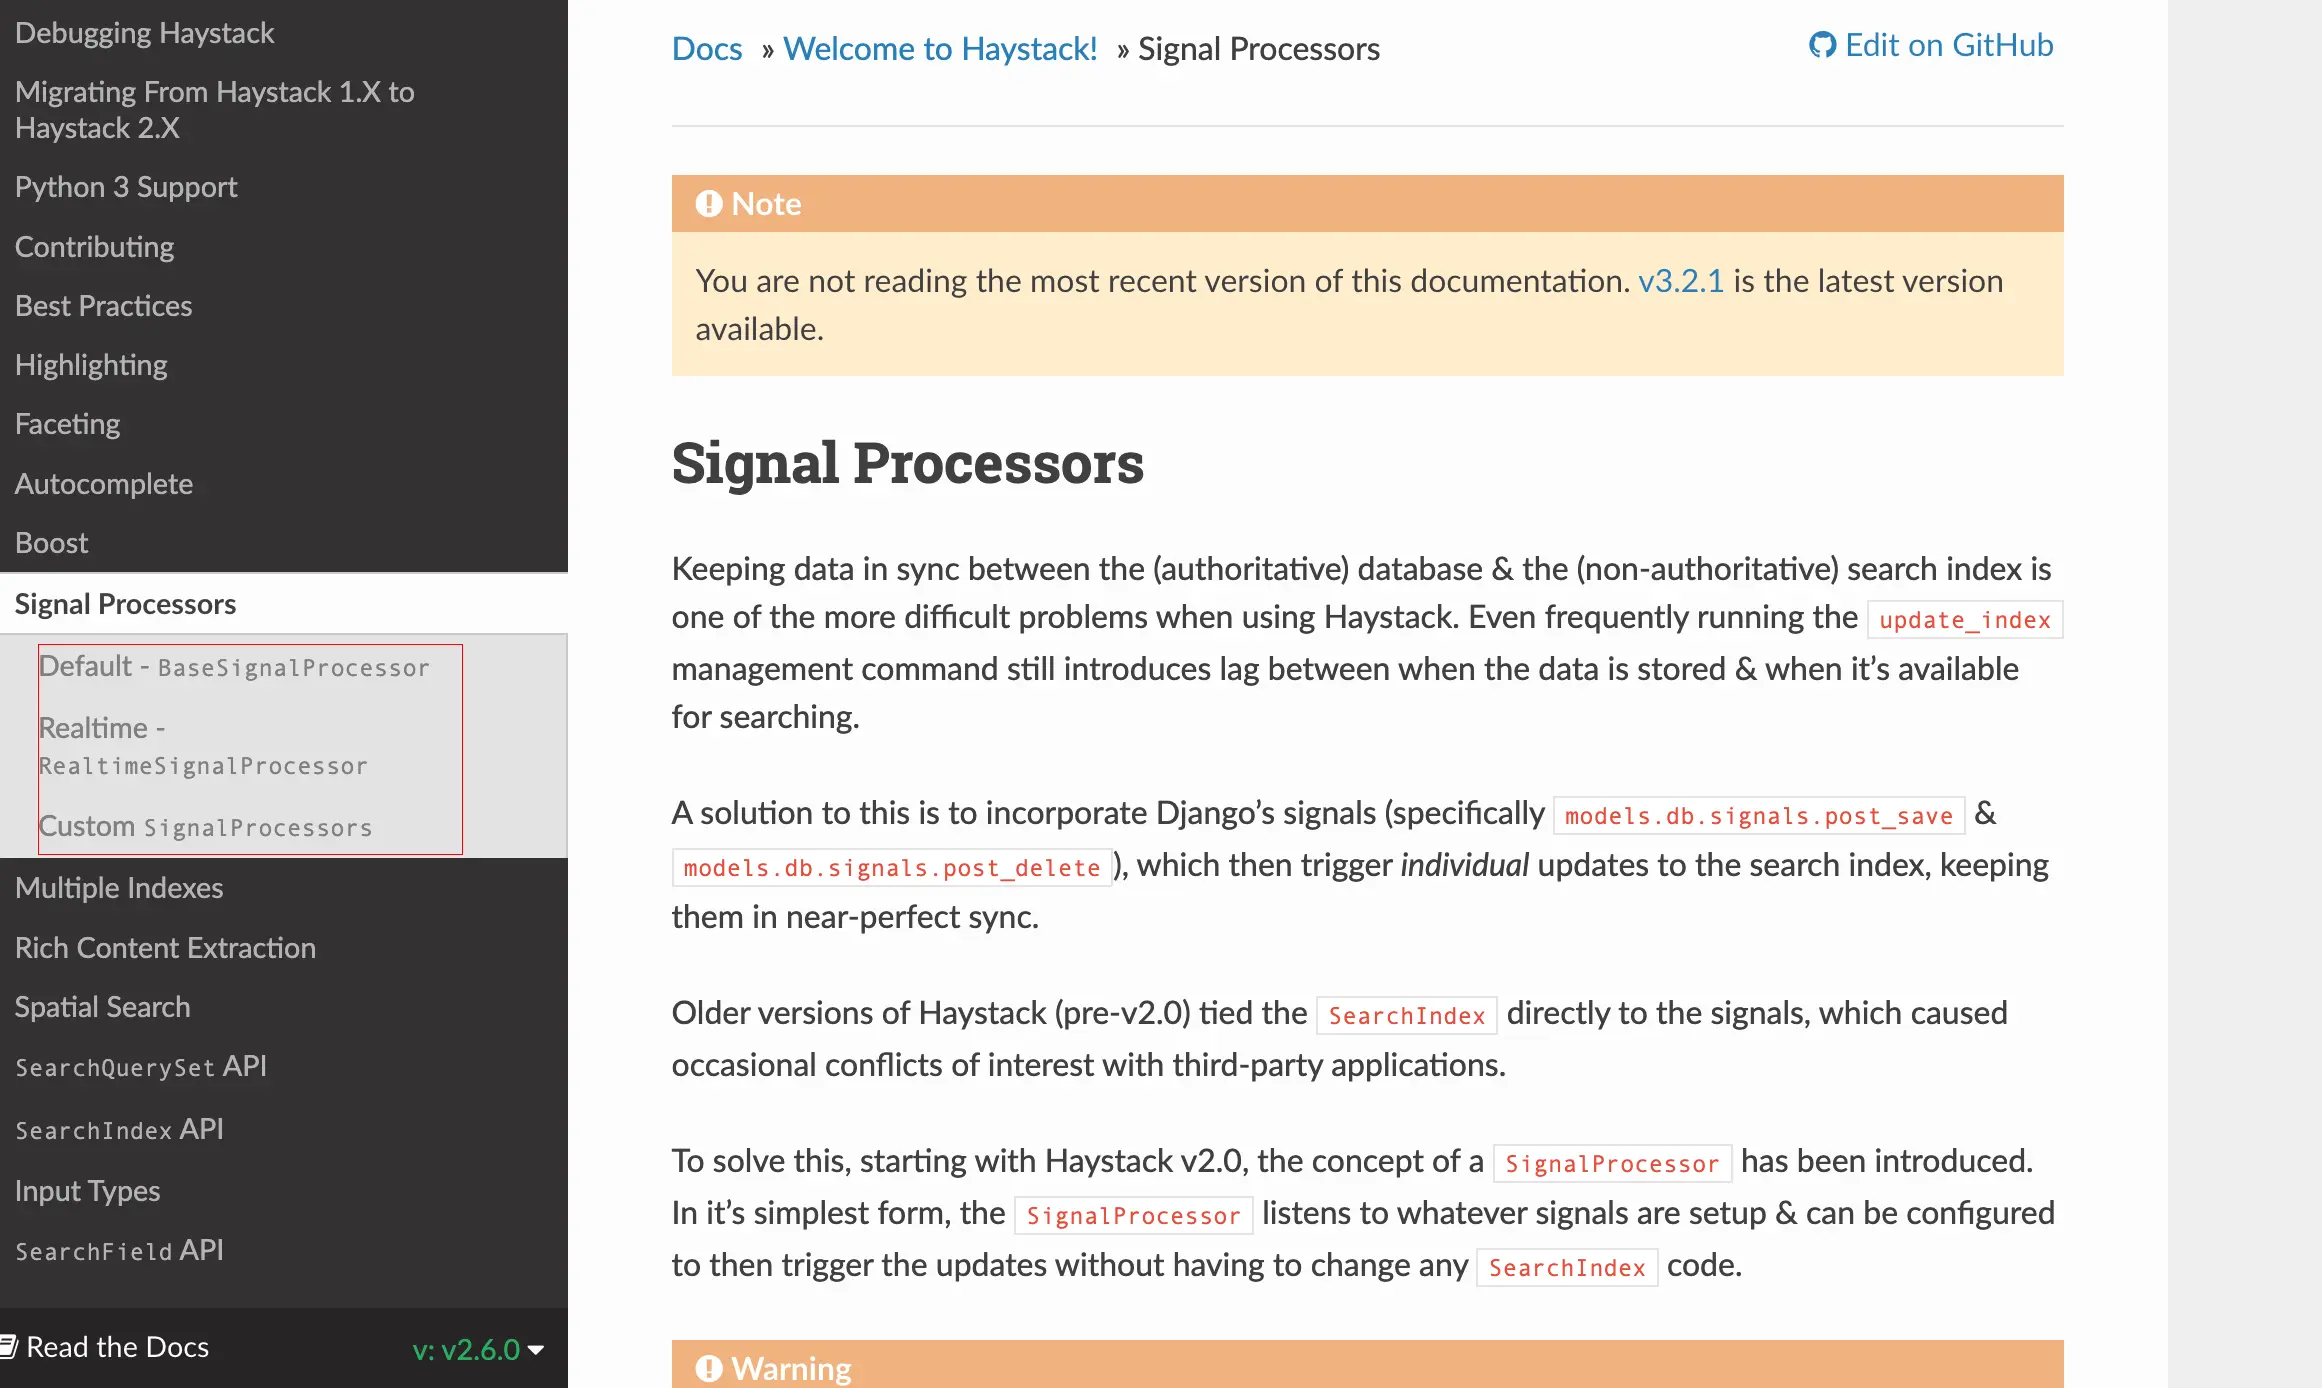 Debugging Haystack
Migrating From Haystack 1.X to
Haystack 2.X
Python 3 Support
Contributing
Best Practices
Highlighting
Faceting
Autocomplete
Boost
Signal Processors
Default - BaseSignalProcessor
Realtime -
RealtimeSignalProcessor
Custom SignalProcessors
Multiple Indexes
Rich Content Extraction
Spatial Search
SearchQuerySet API
SearchIndex API
Input Types
SearchField API
Read the Docs v: v2.6.0
Docs » Welcome to Haystack! » Signal Processors
Edit on GitHub
Note
You are not reading the most recent version of this documentation. v3.2.1 is the latest version
available.
Signal Processors
Keeping data in sync between the (authoritative) database & the (non-authoritative) search index is
one of the more difficult problems when using Haystack. Even frequently running the update_index
management command still introduces lag between when the data is stored & when it’s available
for searching.
A solution to this is to incorporate Django’s signals (specifically models.db.signals.post_save &
models.db.signals.post_delete), which then trigger individual updates to the search index, keeping
them in near-perfect sync.
Older versions of Haystack (pre-v2.0) tied the SearchIndex directly to the signals, which caused
occasional conflicts of interest with third-party applications.
To solve this, starting with Haystack v2.0, the concept of a SignalProcessor has been introduced.
In it’s simplest form, the SignalProcessor listens to whatever signals are setup & can be configured
to then trigger the updates without having to change any SearchIndex code.
Warning